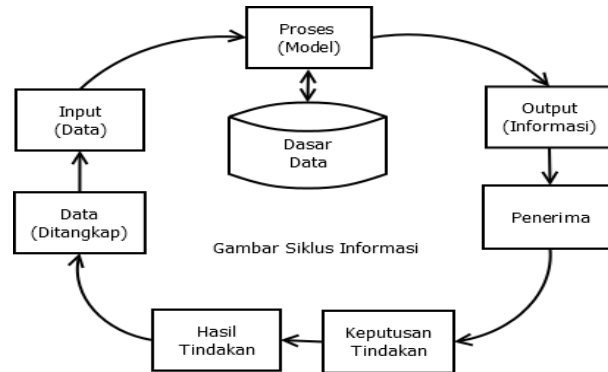 Proses
(Model)
Input
(Data)
Output
(Informasi)
Dasar
Data
Data
(Ditangkap)
Penerima
Gambar Siklus Informasi
Hasil
Tindakan
Keputusan
Tindakan